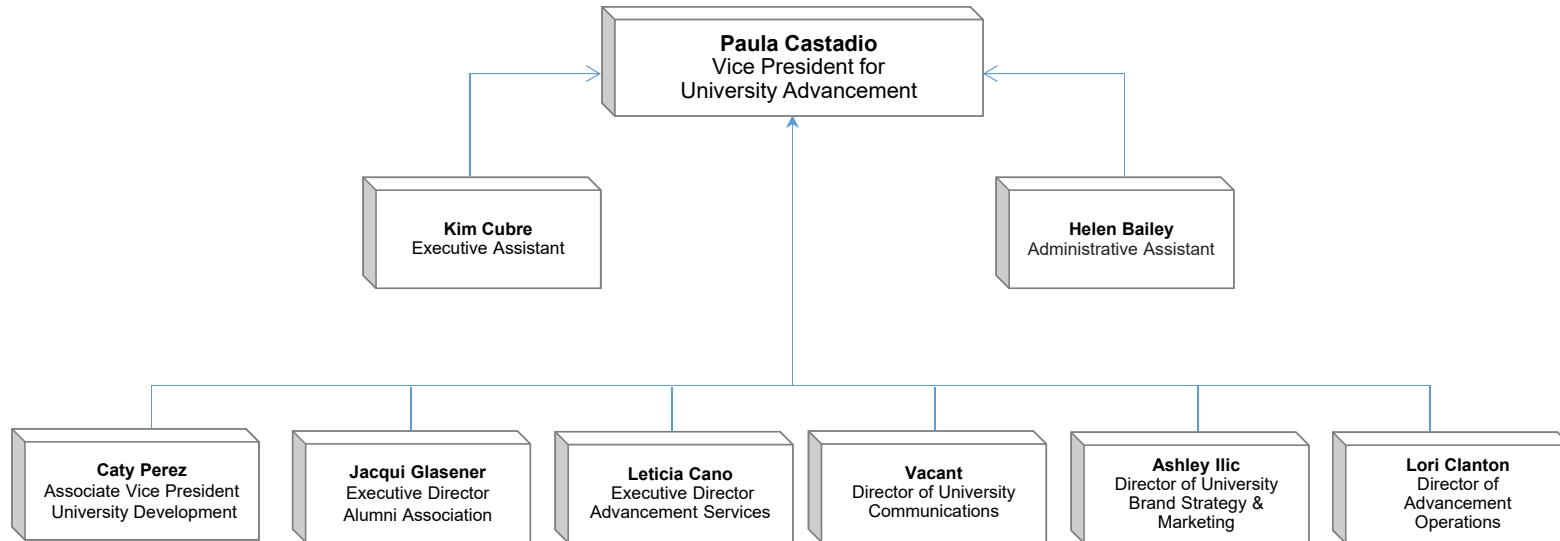 Paula Castadio
Vice President for
University Advancement
Kim Cubre
Executive Assistant
Helen Bailey
Administrative Assistant
Caty Perez
Associate Vice President
University Development
Jacqui Glasener
Executive Director
Alumni Association
Leticia Cano
Executive Director
Advancement Services
Vacant
Director of University
Communications
Ashley Ilic
Director of University
Brand Strategy &
Marketing
Lori Clanton
Director of
Advancement
Operations